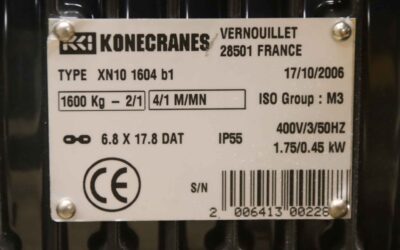 KONECRANES
VERNOUILLET
28501 FRANCE
TYPE XN10 1604 b1 17/10/2006
1600 Kg – 2/1 4/1 M/MN ISO Group : M3
6.8 X 17.8 DAT IP55 400V/3/50HZ
1.75/0.45 kW
CE
S/N
2 006413 00228